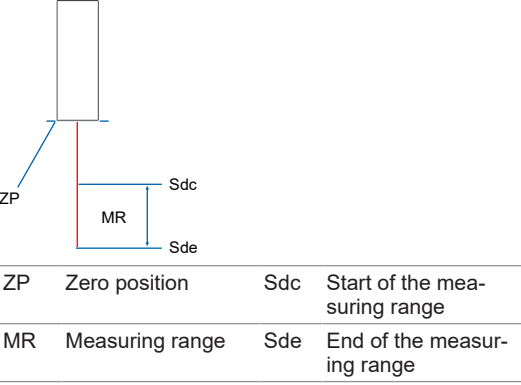 Sdc
ZP
MR
Sde
ZP Zero position Sdc Start of the mea-
suring range
MR Measuring range Sde End of the measur-
ing range